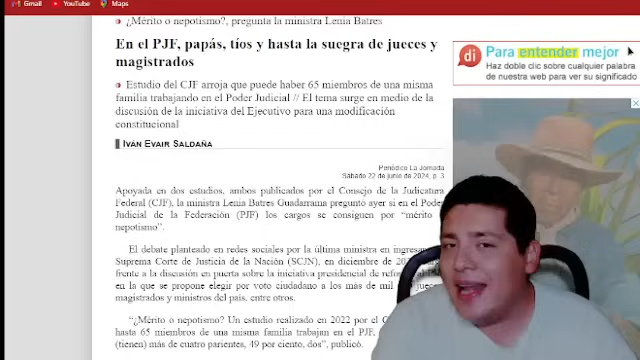 Gmail YouTube Maps
¿Mérito o nepotismo?, pregunta la ministra Lenia Batres
En el PJF, papás, tíos y hasta la suegra de jueces y
magistrados
Estudio del CJF arroja que puede haber 65 miembros de una misma
familia trabajando en el Poder Judicial // El tema surge en medio de la
discusión de la iniciativa del Ejecutivo para una modificación
constitucional
IVÁN EVAIR SALDAÑA
Periódico La Jornada
Sábado 22 de junio de 2024, p. 3
Apoyada en dos estudios, ambos publicados por el Consejo de la Judicatura
Federal (CJF), la ministra Lenia Batres Guadarrama preguntó ayer si en el Poder
Judicial de la Federación (PJF) los cargos se consiguen por “mérito
nepotismo”.
El debate planteado en redes sociales por la última ministra en
Suprema Corte de Justicia de la Nación (SCJN), en diciembre de
frente a la discusión en puerta sobre la iniciativa presidencial de
en la que se propone elegir por voto ciudadano a los más de mil
magistrados y ministros del país, entre otros.
“¿Mérito o nepotismo? Un estudio realizado en 2022 por el
hasta 65 miembros de una misma familia trabajan en el PJF,
(tienen) más de cuatro parientes, 49 por ciento, dos”, publicó.
di Para entender mejor
Haz doble clic sobre cualquier palabra
de nuestra web para ver su significado